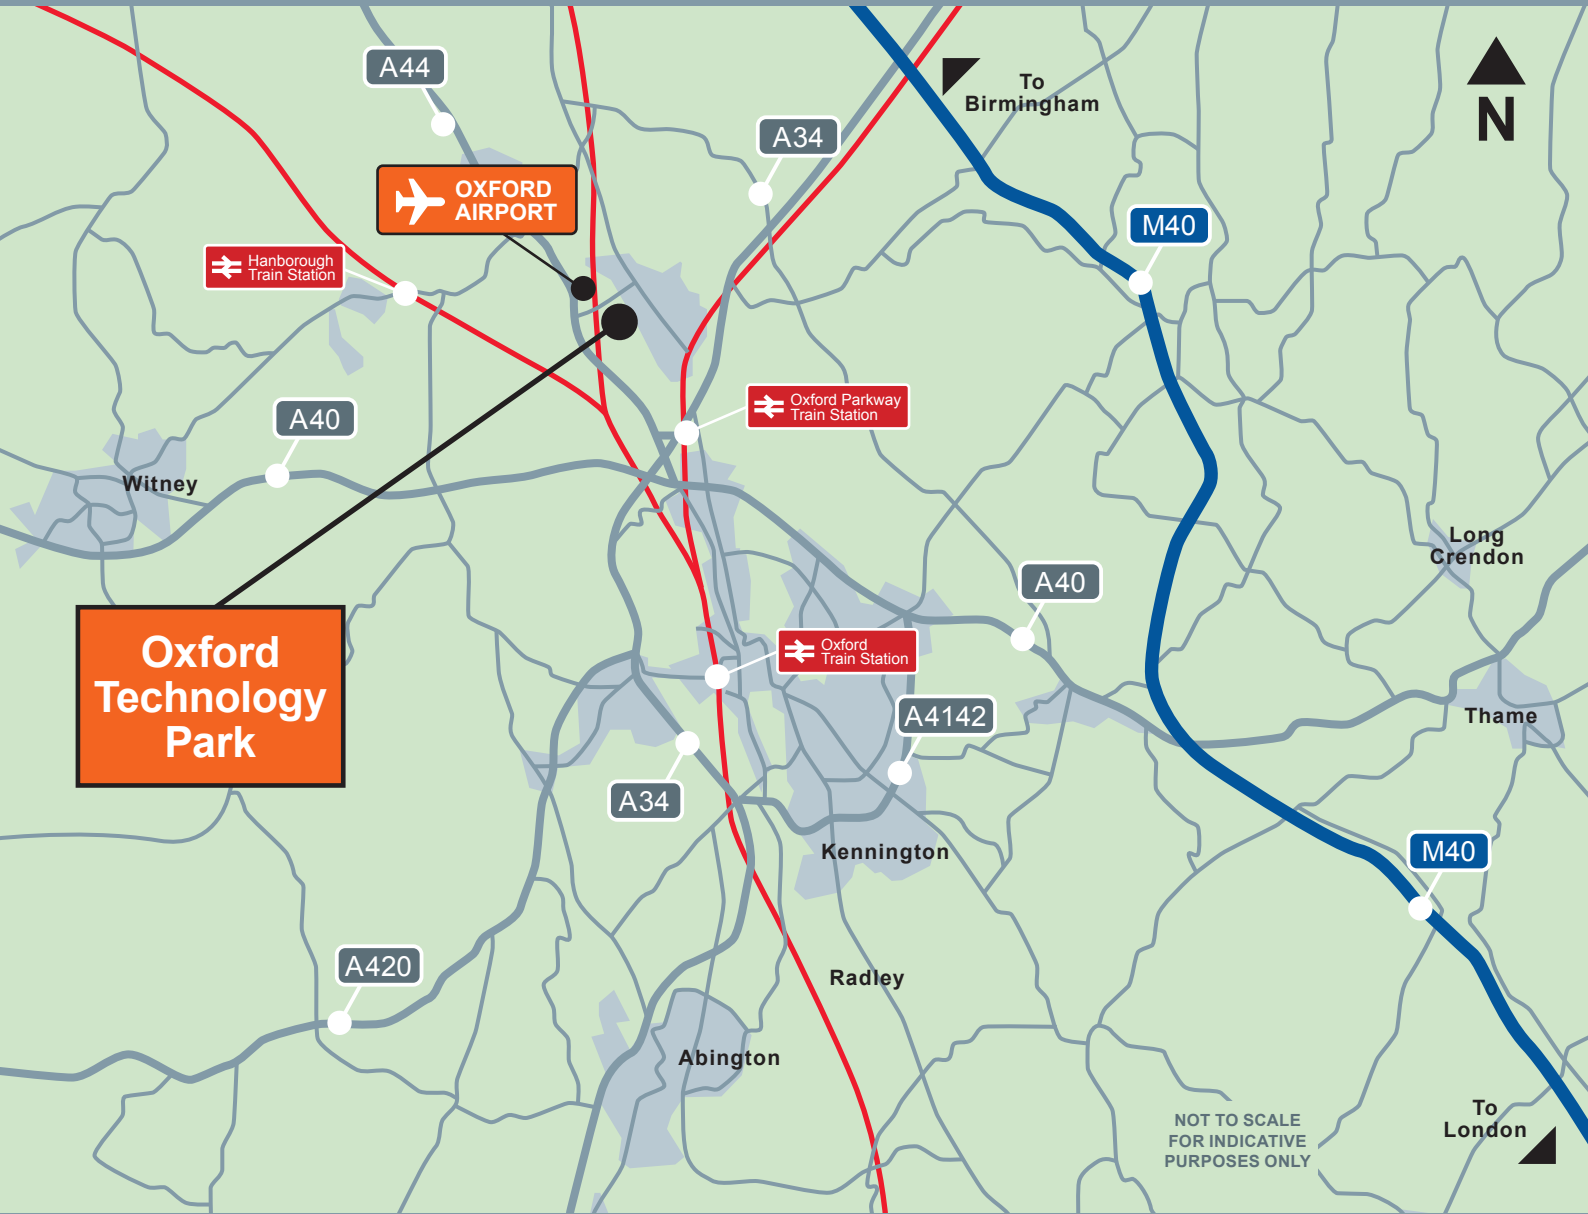 A44
To
Birmingham
N
A34
OXFORD
AIRPORT
M40
Hanborough
Train Station
Oxford Parkway
Train Station
A40
Witney
Long
Crendon
A40
Oxford
Technology
Park
Oxford
Train Station
A4142
Thame
A34
Kennington
M40
A420
Radley
Abington
NOT TO SCALE
FOR INDICATIVE
PURPOSES ONLY
To
London